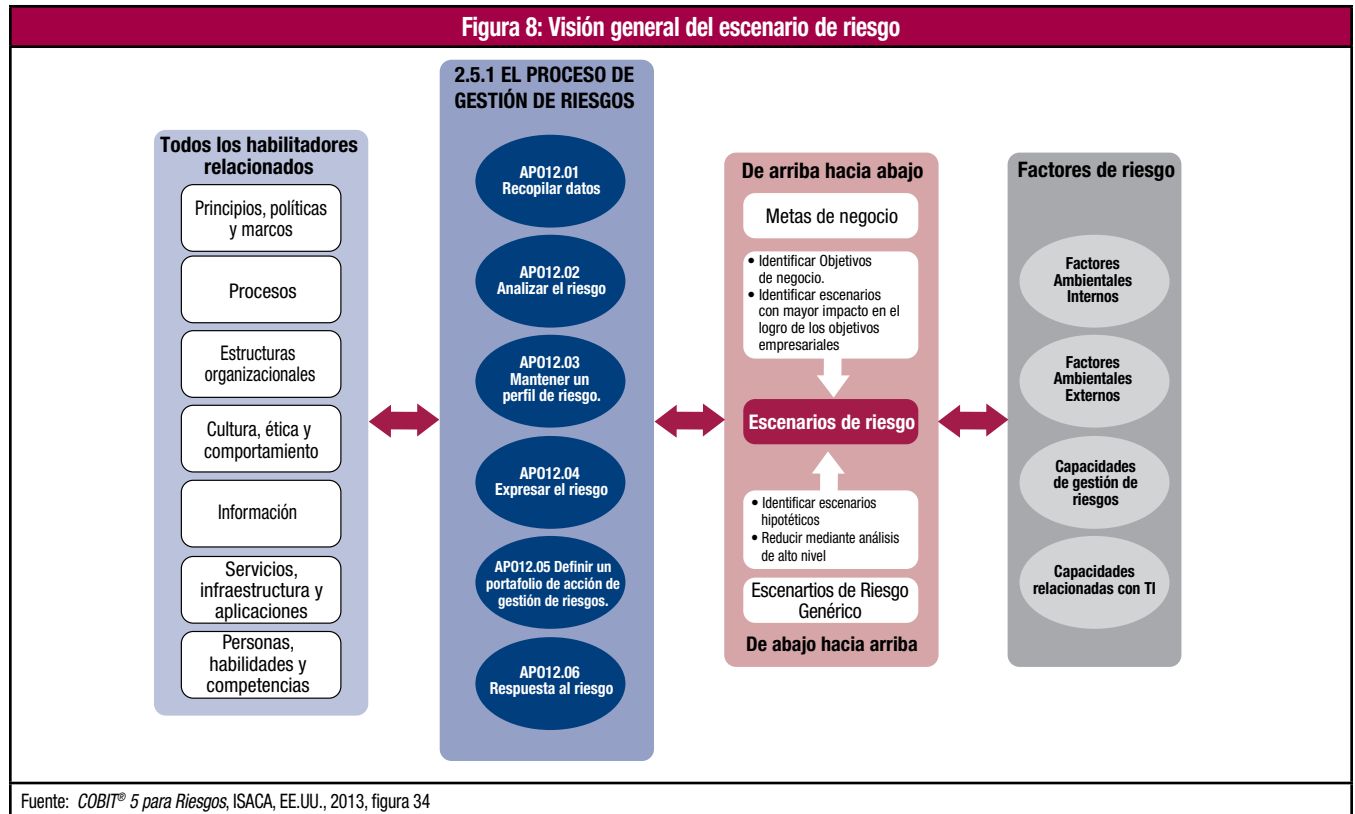 Figura 8: Visión general del escenario de riesgo
Todos los habilitadores
relacionados
Principios, políticas
y marcos
Procesos
Estructuras
organizacionales
Cultura, ética y
comportamiento
Información
Servicios,
infraestructura y
aplicaciones
Personas,
habilidades y
competencias
2.5.1 EL PROCESO DE
GESTIÓN DE RIESGOS
APO12.01
Recopilar datos
APO12.02
Analizar el riesgo
APO12.03
Mantener un
perfil de riesgo.
APO12.04
Expresar el riesgo
APO12.05 Definir un
portafolio de acción de
gestión de riesgos.
APO12.06
Respuesta al riesgo
De arriba hacia abajo
Metas de negocio
• Identificar Objetivos
de negocio.
• Identificar escenarios
con mayor impacto en el
logro de los objetivos
empresariales
Escenarios de riesgo
• Identificar escenarios
hipotéticos
• Reducir mediante análisis
de alto nivel
Escenartios de Riesgo
Genérico
De abajo hacia arriba
Factores de riesgo
Factores
Ambientales
Internos
Factores
Ambientales
Externos
Capacidades
de gestión de
riesgos
Capacidades
relacionadas con TI
Fuente: COBIT® 5 para Riesgos, ISACA, EE.UU., 2013, figura 34